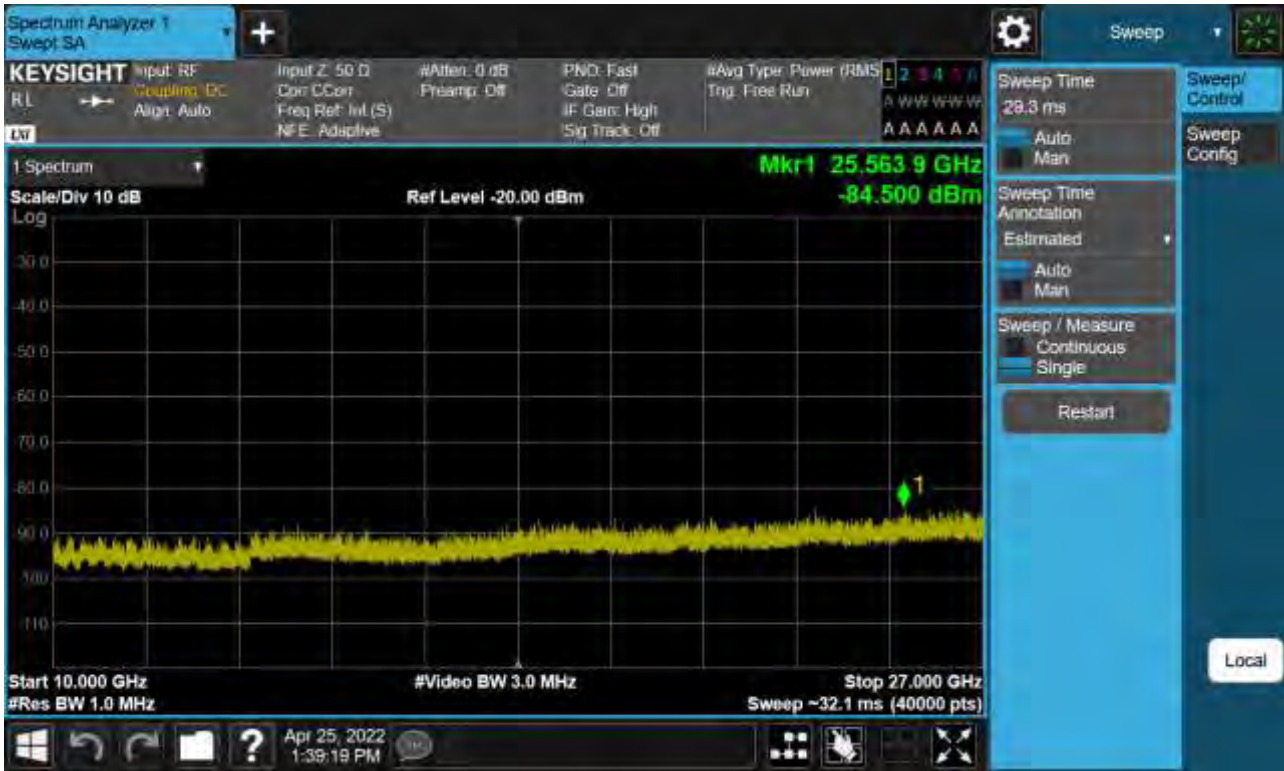 Spectrum Analyzer 1
Swept SA
+
Sweep
KEYSIGHT
RL
Input: RF
Coupling: DC
Align: Auto
Input Z: 50 Ω
Corr CCorr
Freq Ref: Int (S)
NFE: Adaptive
#Atten: 0 dB
Preamp: Off
PNO: Fast
Gate: Off
IF Gain: High
Sig Track: Off
#Avg Type: Power (RMS
Trig: Free Run
1 2 3 4 5 6
A W W W W W
A A A A A A
1 Spectrum
Scale/Div 10 dB
Log
Ref Level -20.00 dBm
Mkr1 25.563 9 GHz
-84.500 dBm
-30.0
-40.0
-50.0
-60.0
-70.0
-80.0
-90.0
-100
-110
1
Start 10.000 GHz
#Res BW 1.0 MHz
#Video BW 3.0 MHz
Stop 27.000 GHz
Sweep ~32.1 ms (40000 pts)
Sweep Time
29.3 ms
Auto
Man
Sweep Time
Annotation
Estimated
Auto
Man
Sweep / Measure
Continuous
Single
Restart
Sweep/
Control
Sweep
Config
Local
?
Apr 25, 2022
1:39:19 PM